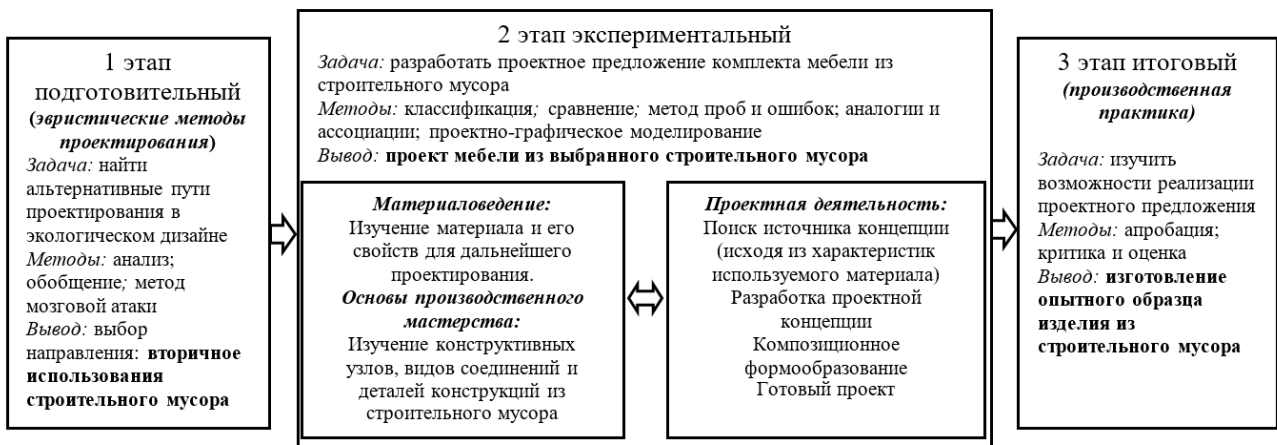 1 этап
подготовительный
(эвристические методы
проектирования)
Задача: найти
альтернативные пути
проектирования в
экологическом дизайне
Методы: анализ;
обобщение; метод
мозговой атаки
Вывод: выбор
направления: вторичное
использования
строительного мусора
2 этап экспериментальный
Задача: разработать проектное предложение комплекта мебели из
строительного мусора
Методы: классификация; сравнение; метод проб и ошибок; аналогии и
ассоциации; проектно-графическое моделирование
Вывод: проект мебели из выбранного строительного мусора
Материаловедение:
Изучение материала и его
свойств для дальнейшего
проектирования.
Основы производственного
мастерства:
Изучение конструктивных
узлов, видов соединений и
деталей конструкций из
строительного мусора
Проектная деятельность:
Поиск источника концепции
(исходя из характеристик
используемого материала)
Разработка проектной
концепции
Композиционное
формообразование
Готовый проект
3 этап итоговый
(производственная
практика)
Задача: изучить
возможности реализации
проектного предложения
Методы: апробация;
критика и оценка
Вывод: изготовление
опытного образца
изделия из
строительного мусора